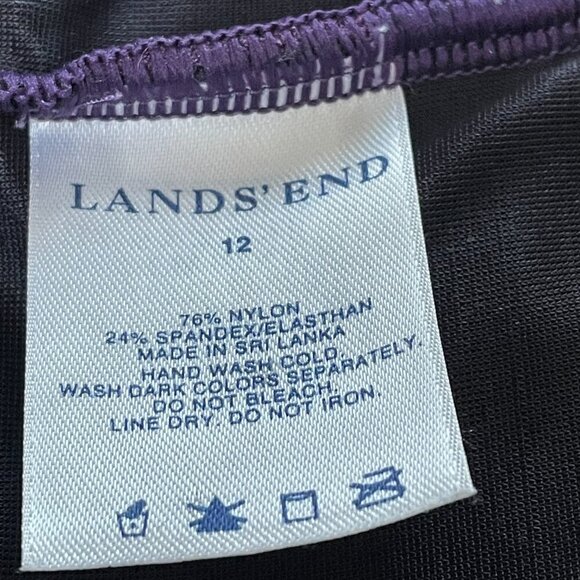 LANDS' END
12
76% NYLON
24% SPANDEX/ELASTHAN
MADE IN SRI LANKA
HAND WASH COLD.
WASH DARK COLORS SEPARATELY.
DO NOT BLEACH.
LINE DRY. DO NOT IRON.